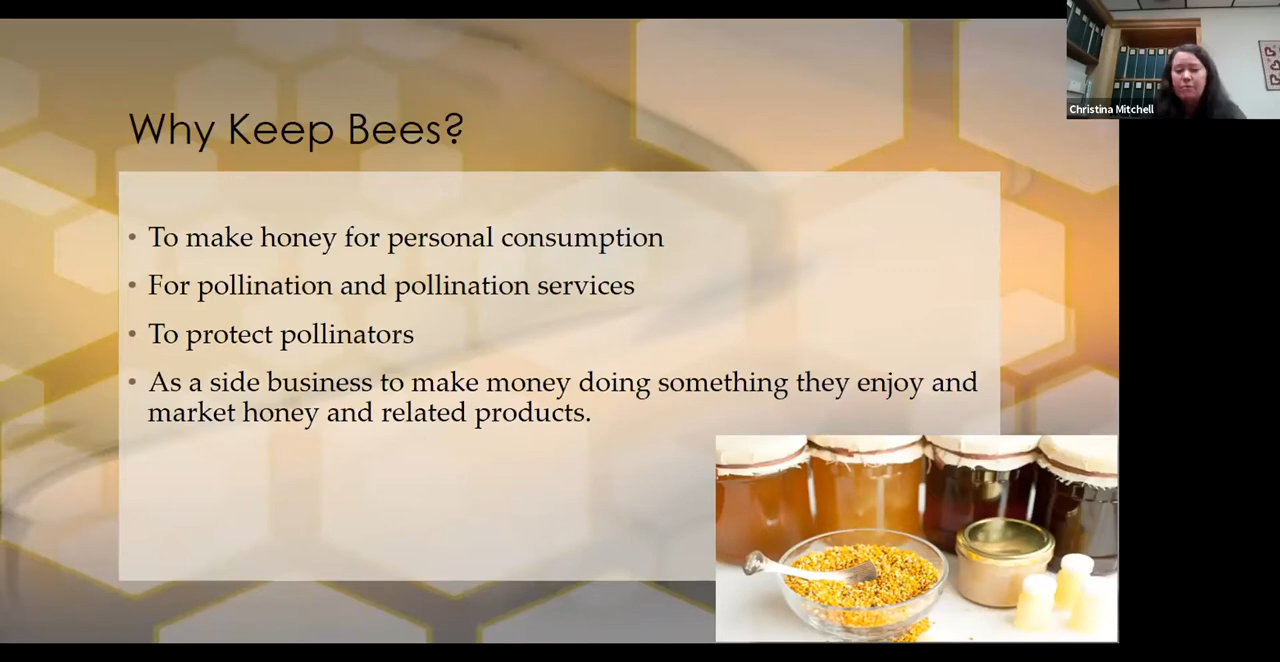 Why Keep Bees?
• To make honey for personal consumption
• For pollination and pollination services
• To protect pollinators
• As a side business to make money doing something they enjoy and
market honey and related products.
Christina Mitchell